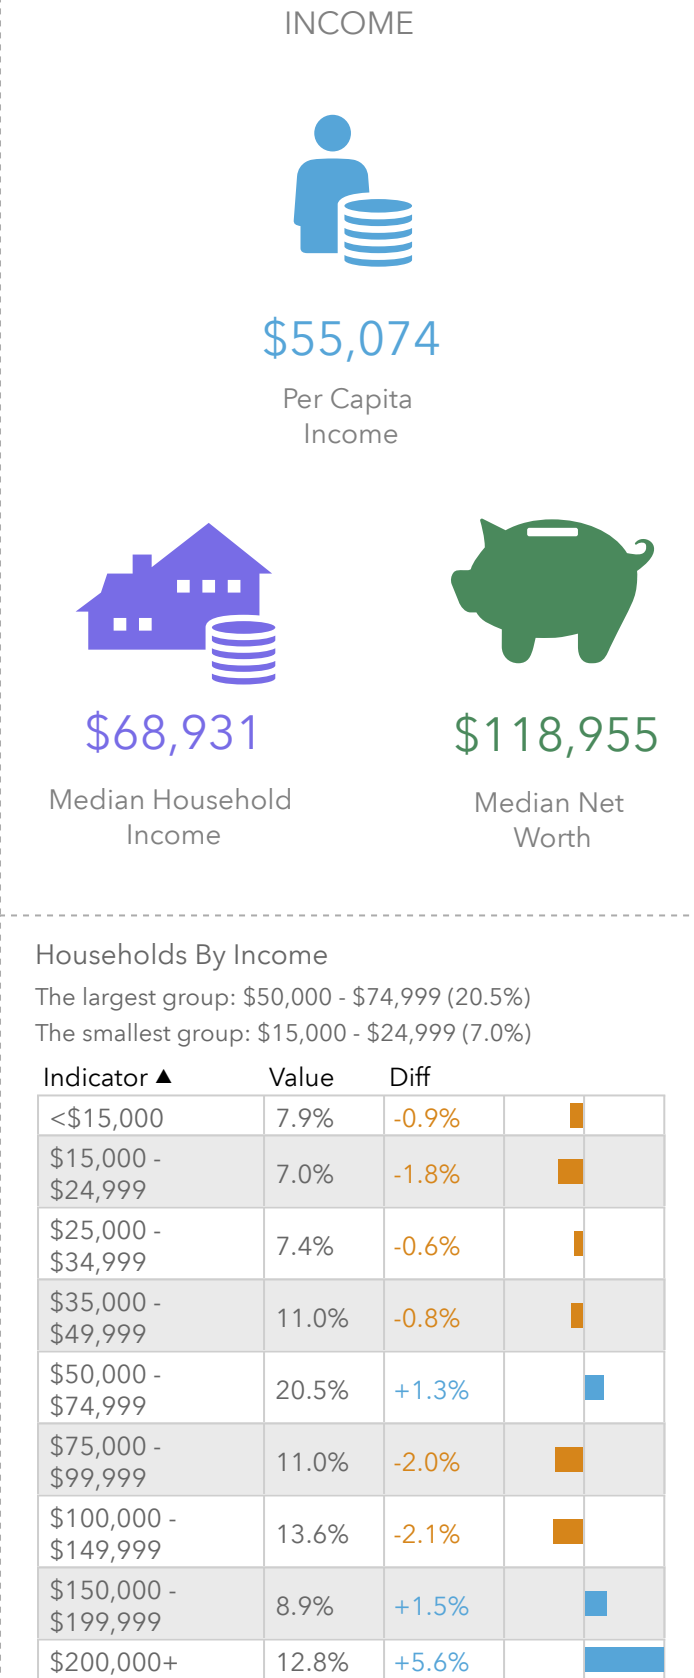 INCOME
$55,074
Per Capita
Income
$68,931
Median Household
Income
$118,955
Median Net
Worth
Households By Income
The largest group: $50,000 - $74,999 (20.5%)
The smallest group: $15,000 - $24,999 (7.0%)
Indicator ▲ Value Diff
<$15,000 7.9% -0.9%
$15,000 -
$24,999 7.0% -1.8%
$25,000 -
$34,999 7.4% -0.6%
$35,000 -
$49,999 11.0% -0.8%
$50,000 -
$74,999 20.5% +1.3%
$75,000 -
$99,999 11.0% -2.0%
$100,000 -
$149,999 13.6% -2.1%
$150,000 -
$199,999 8.9% +1.5%
$200,000+ 12.8% +5.6%